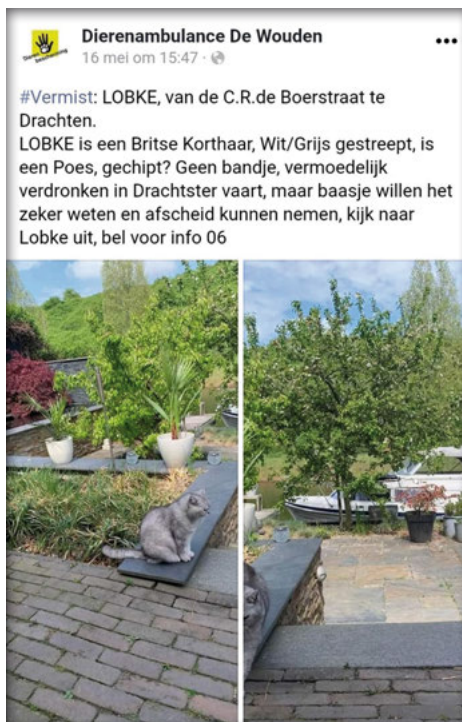 Dierenambulance De Wouden
16 mei om 15:47 ·
#Vermist: LOBKE, van de C.R.de Boerstraat te
Drachten.
LOBKE is een Britse Korthaar, Wit/Grijs gestreept, is
een Poes, gechipt? Geen bandje, vermoedelijk
verdronken in Drachtster vaart, maar baasje willen het
zeker weten en afscheid kunnen nemen, kijk naar
Lobke uit, bel voor info 06